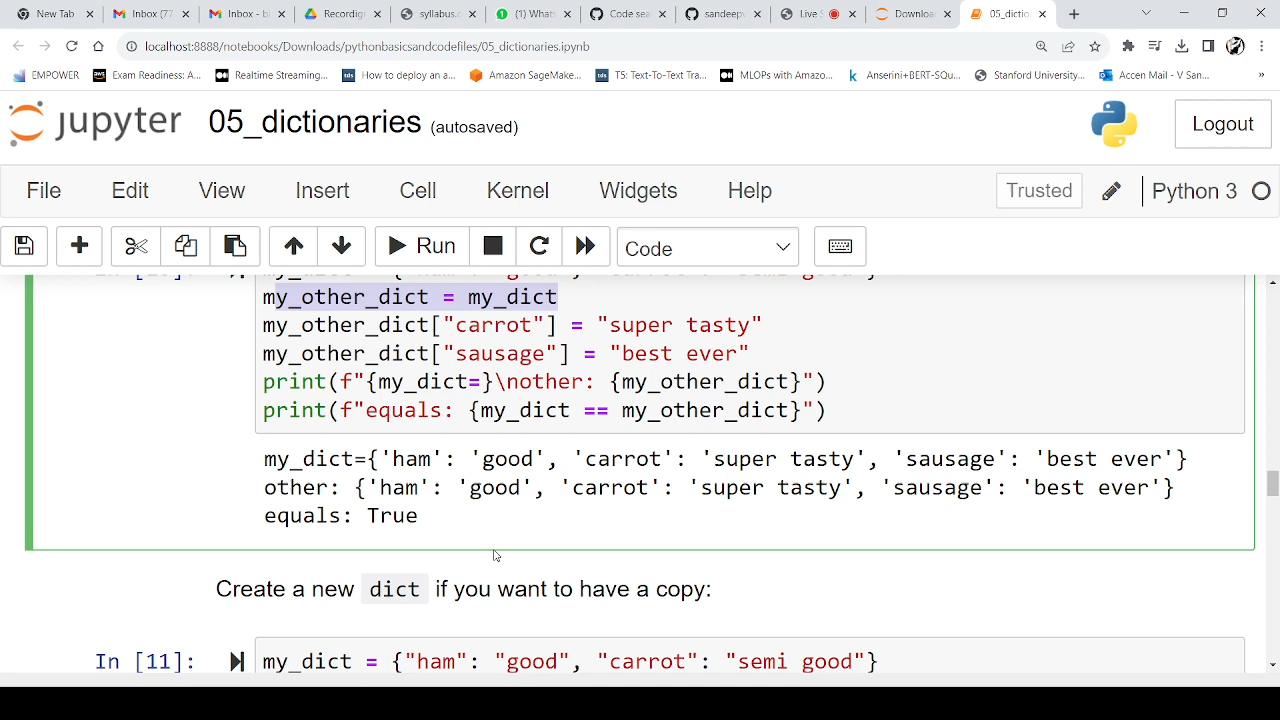 New Tab
Inbox (77
Inbox - bl
Recording
syllabus.c
(1) Whats
Code sea
sandeepv
Live S
Downloa
05_dictio
localhost:8888/notebooks/Downloads/pythonbasicsandcodefiles/05_dictionaries.ipynb
EMPOWER
Exam Readiness: A...
Realtime Streaming...
How to deploy an a...
Amazon SageMake...
T5: Text-To-Text Tra...
MLOps with Amazo...
Anserini+BERT-SQu...
Stanford University...
Accen Mail - V San...
»
jupyter 05_dictionaries (autosaved)
Logout
File Edit View Insert Cell Kernel Widgets Help
Trusted
Python 3
Run
Code
my_other_dict = my_dict
my_other_dict["carrot"] = "super tasty"
my_other_dict["sausage"] = "best ever"
print(f"{my_dict=}\nother: {my_other_dict}")
print(f"equals: {my_dict == my_other_dict}")
my_dict={'ham': 'good', 'carrot': 'super tasty', 'sausage': 'best ever'}
other: {'ham': 'good', 'carrot': 'super tasty', 'sausage': 'best ever'}
equals: True
Create a new dict if you want to have a copy:
In [11]: my_dict = {"ham": "good", "carrot": "semi good"}